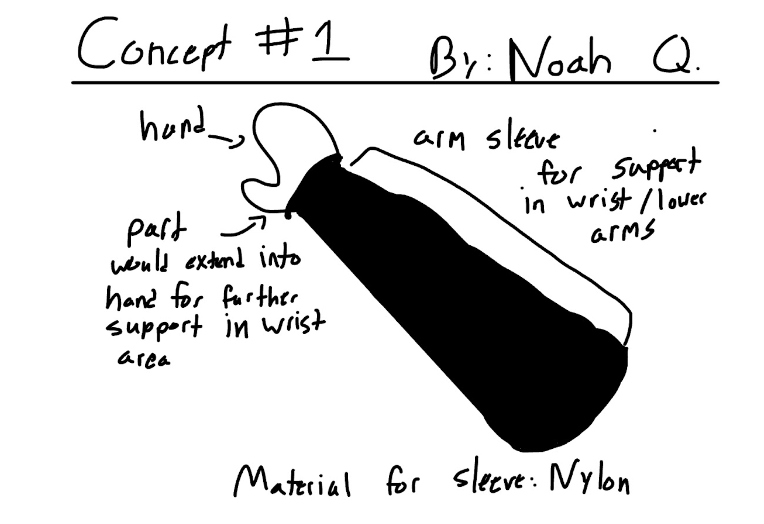 Concept #1 By: Noah Q.
hand
arm sleeve
for support
in wrist/lower
arms
part
would extend into
hand for further
support in wrist
area
Material for sleeve: Nylon